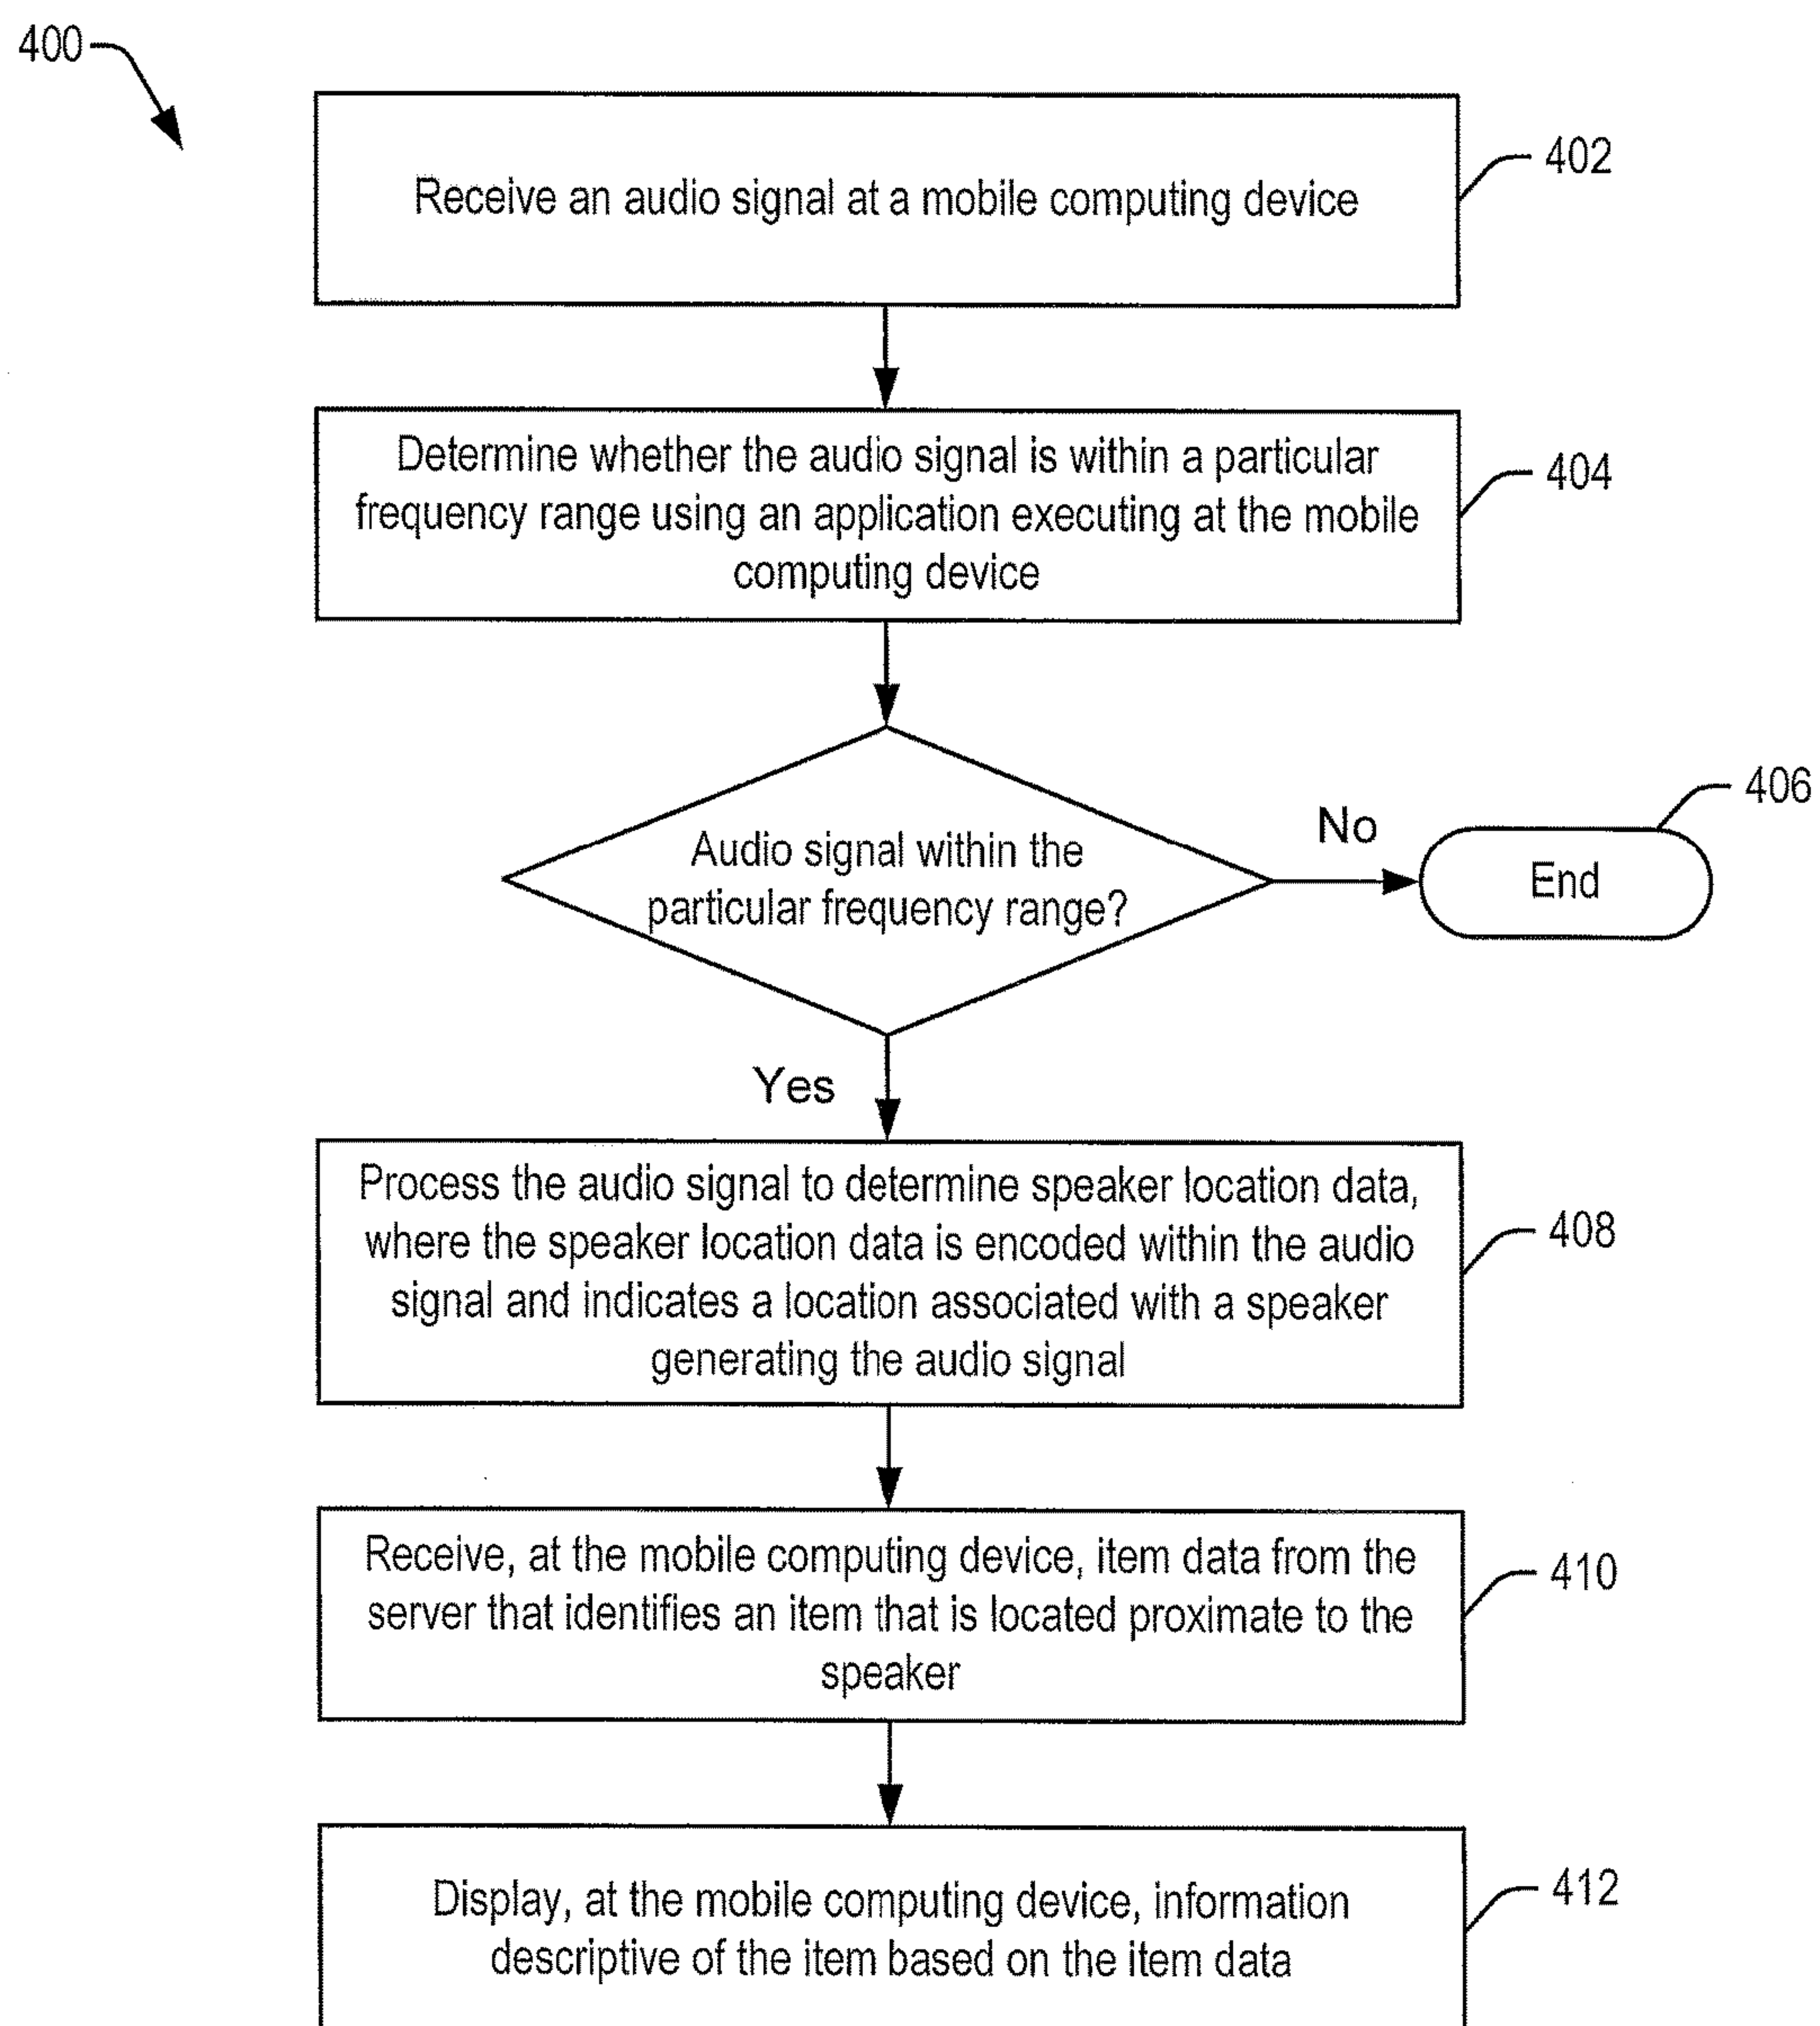 400
Receive an audio signal at a mobile computing device
402
Determine whether the audio signal is within a particular
frequency range using an application executing at the mobile
computing device
404
Audio signal within the
particular frequency range?
No
406
End
Yes
Process the audio signal to determine speaker location data,
where the speaker location data is encoded within the audio
signal and indicates a location associated with a speaker
generating the audio signal
408
Receive, at the mobile computing device, item data from the
server that identifies an item that is located proximate to the
speaker
410
Display, at the mobile computing device, information
descriptive of the item based on the item data
412